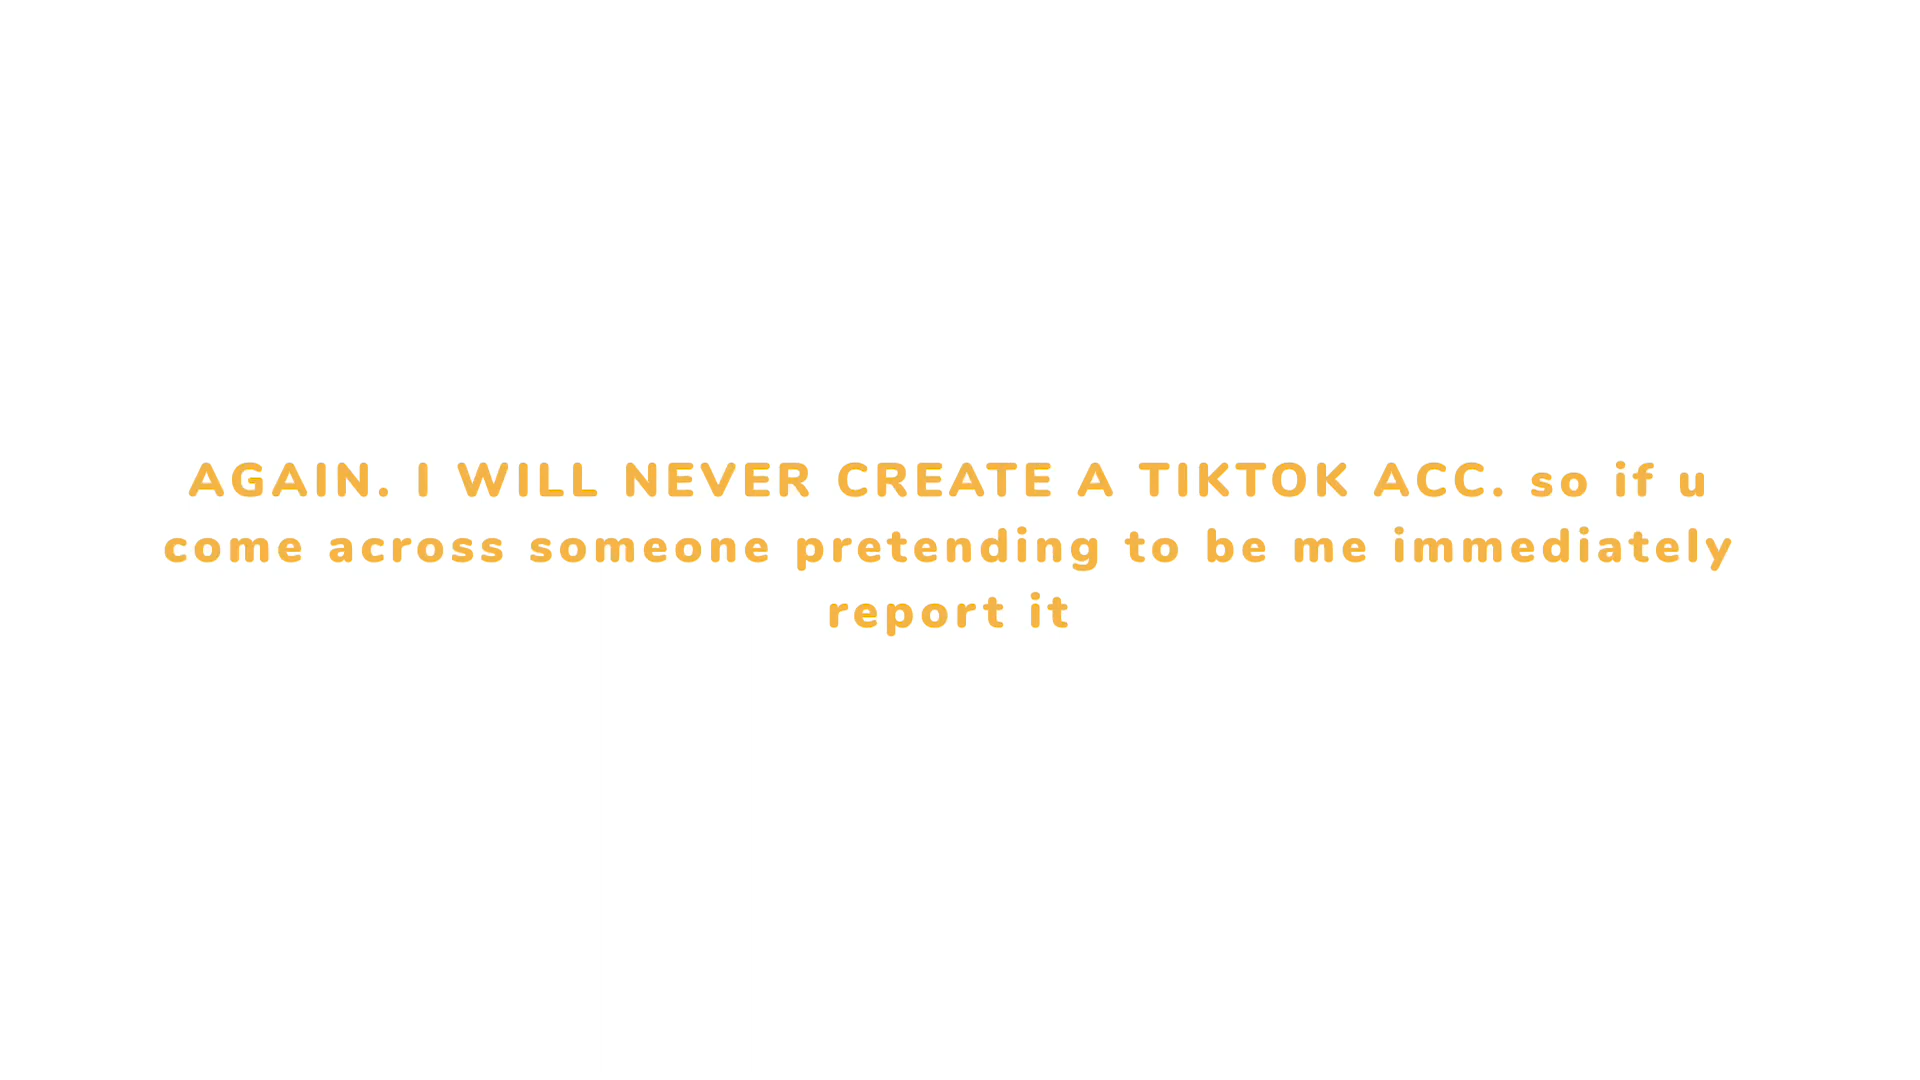 AGAIN. I WILL NEVER CREATE A TIKTOK ACC. so if u
come across someone pretending to be me immediately
report it